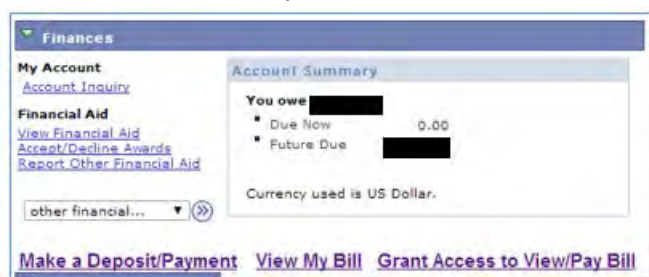 Finances
My Account
Account Inquiry
Financial Aid
View Financial Aid
Accept/Decline Awards
Report Other Financial Aid
other financial...
Account Summary
You owe
Due Now 0.00
Future Due
Currency used is US Dollar.
Make a Deposit/Payment View My Bill Grant Access to View/Pay Bill